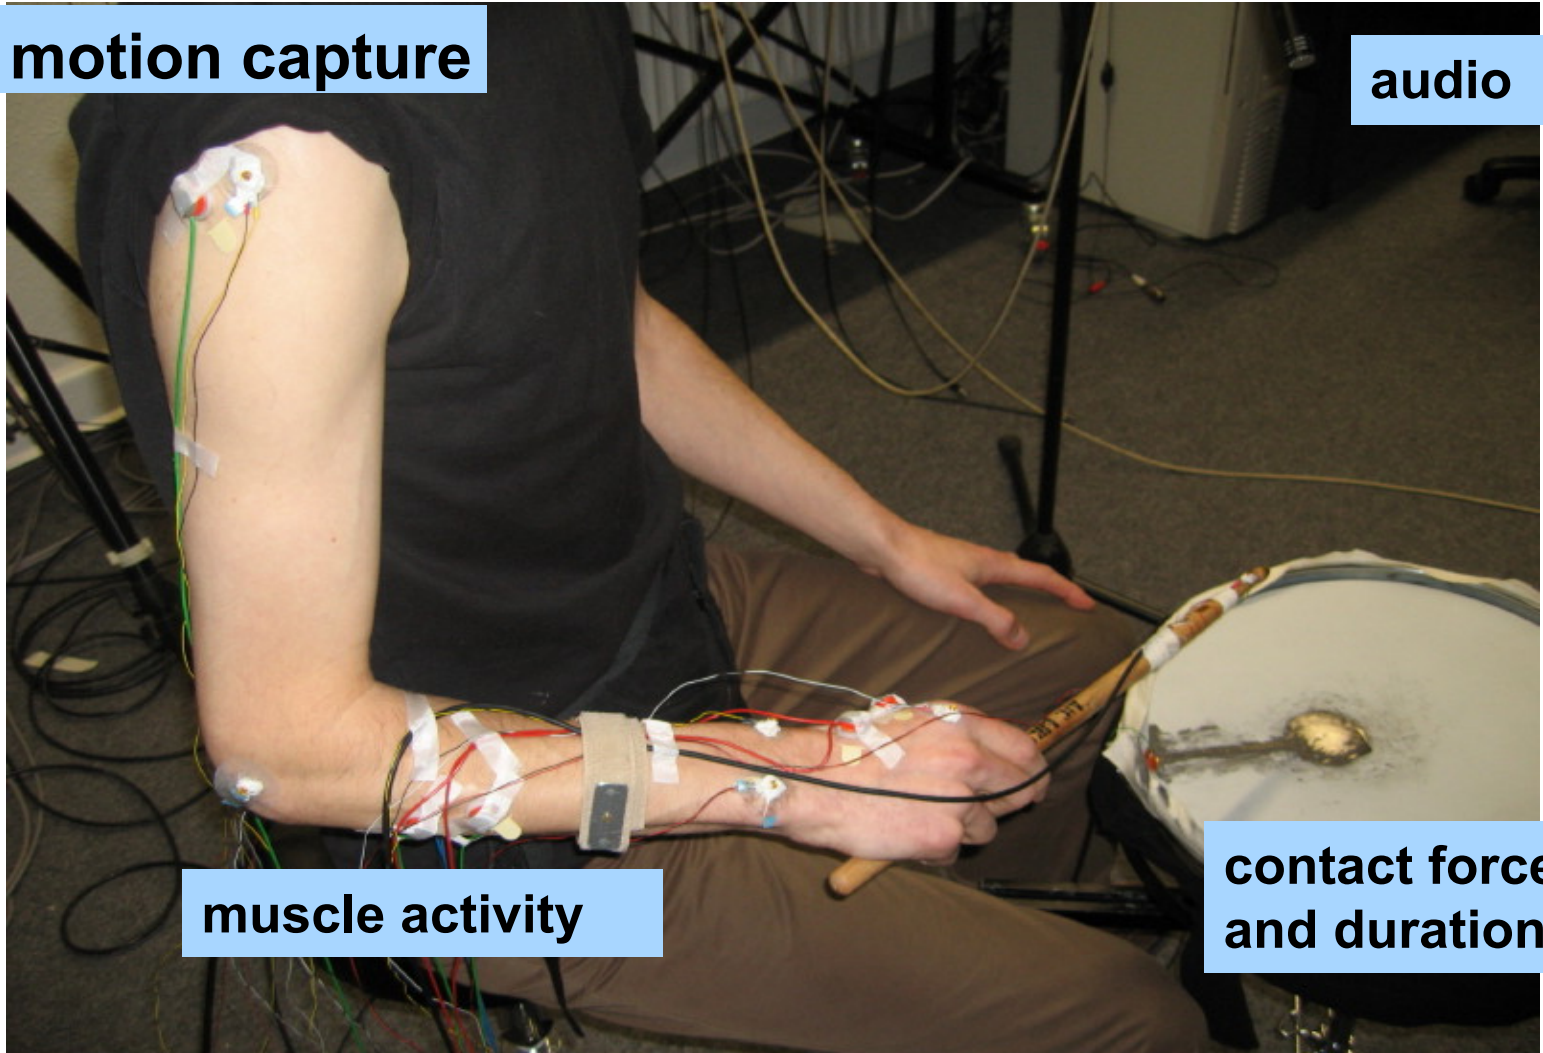 motion capture
audio
muscle activity
contact force
and duration